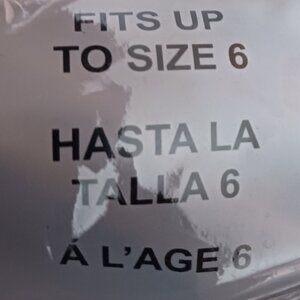 FITS UP
TO SIZE 6
HASTA LA
TALLA 6
Á L'AGE 6